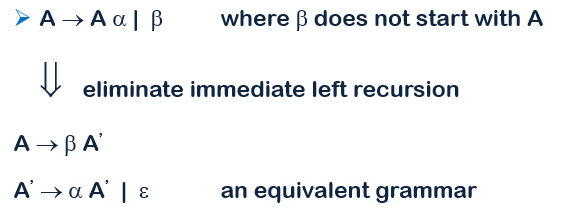 ➢ A → A α | β where β does not start with A
⇓ eliminate immediate left recursion
A → β A’
A’ → α A’ | ε an equivalent grammar